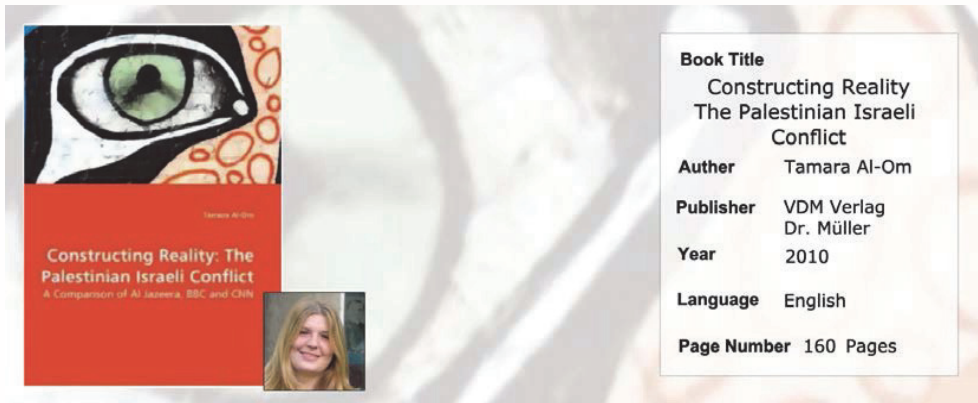 Tamara Al-Om
Constructing Reality: The
Palestinian Israeli Conflict
A Comparison of Al Jazeera, BBC and CNN
Book Title
Constructing Reality
The Palestinian Israeli
Conflict
Auther Tamara Al-Om
Publisher VDM Verlag
Dr. Müller
Year 2010
Language English
Page Number 160 Pages